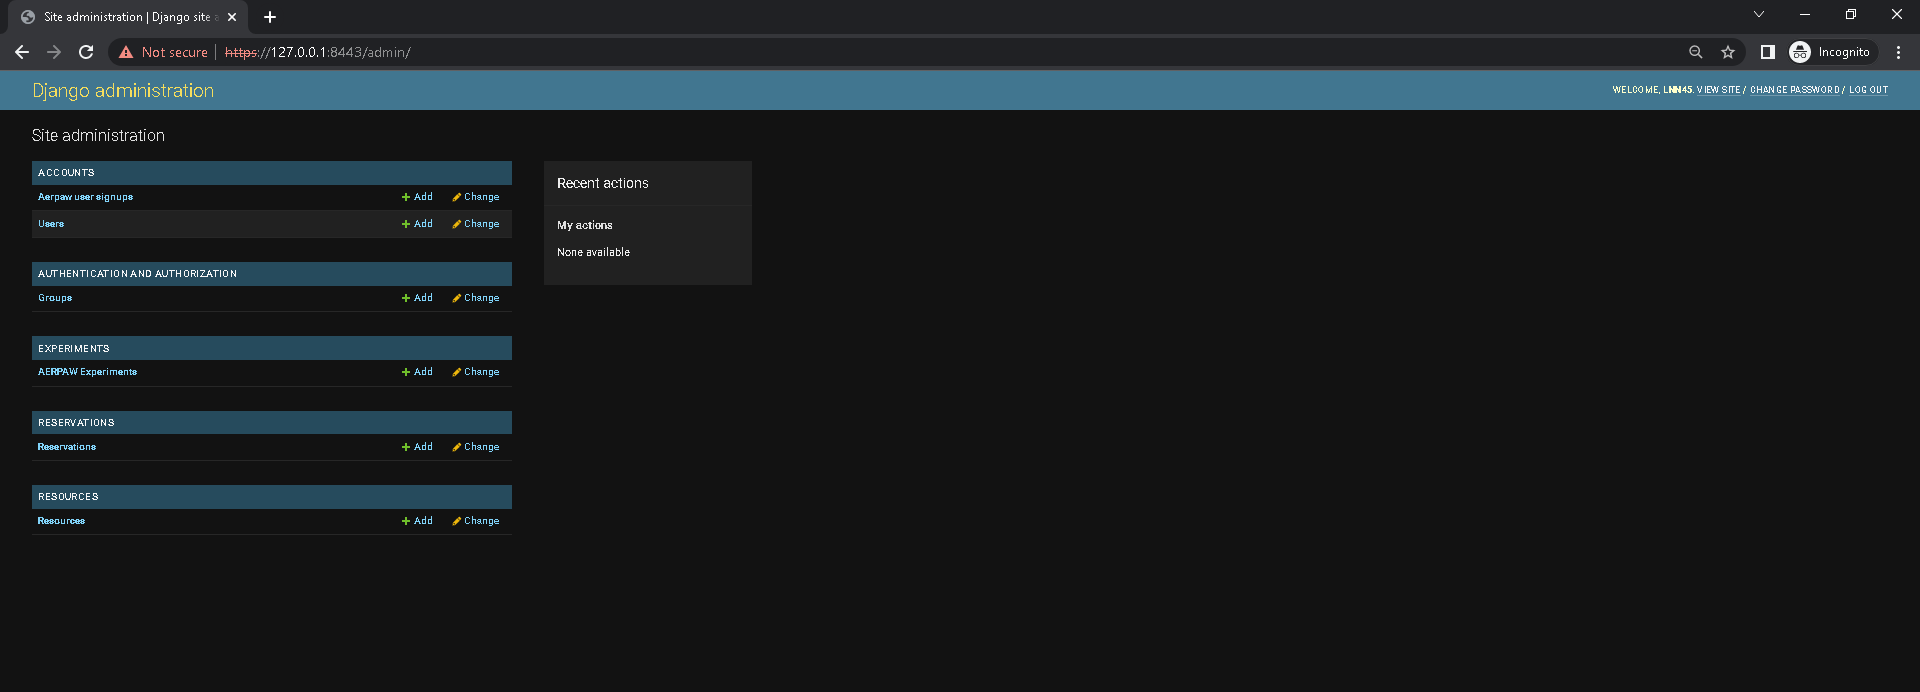 Site administration | Django site a
Not secure | https://127.0.0.1:8443/admin/
Incognito
Django administration
WELCOME, LNN45. VIEW SITE / CHANGE PASSWORD / LOG OUT
Site administration
ACCOUNTS
Aerpaw user signups Add Change
Users Add Change
AUTHENTICATION AND AUTHORIZATION
Groups Add Change
EXPERIMENTS
AERPAW Experiments Add Change
RESERVATIONS
Reservations Add Change
RESOURCES
Resources Add Change
Recent actions
My actions
None available